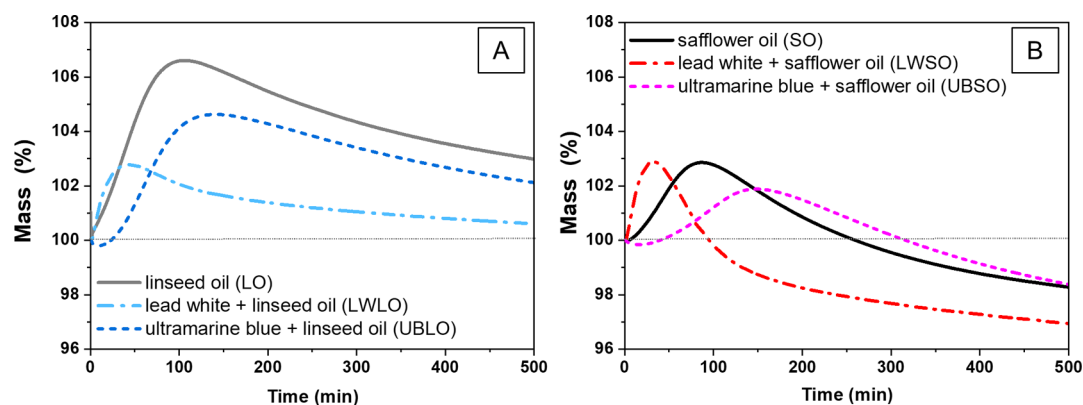 A
108
106
104
102
100
98
96
Mass (%)
linseed oil (LO)
lead white + linseed oil (LWLO)
ultramarine blue + linseed oil (UBLO)
0 100 200 300 400 500
Time (min)
B
108
106
104
102
100
98
96
Mass (%)
safflower oil (SO)
lead white + safflower oil (LWSO)
ultramarine blue + safflower oil (UBSO)
0 100 200 300 400 500
Time (min)